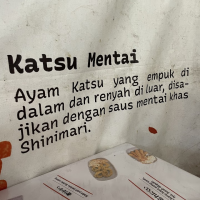 Katsu Mentai
Ayam Katsu yang empuk di
dalam dan renyah di luar, disa-
jikan dengan saus mentai khas
Shinimari.